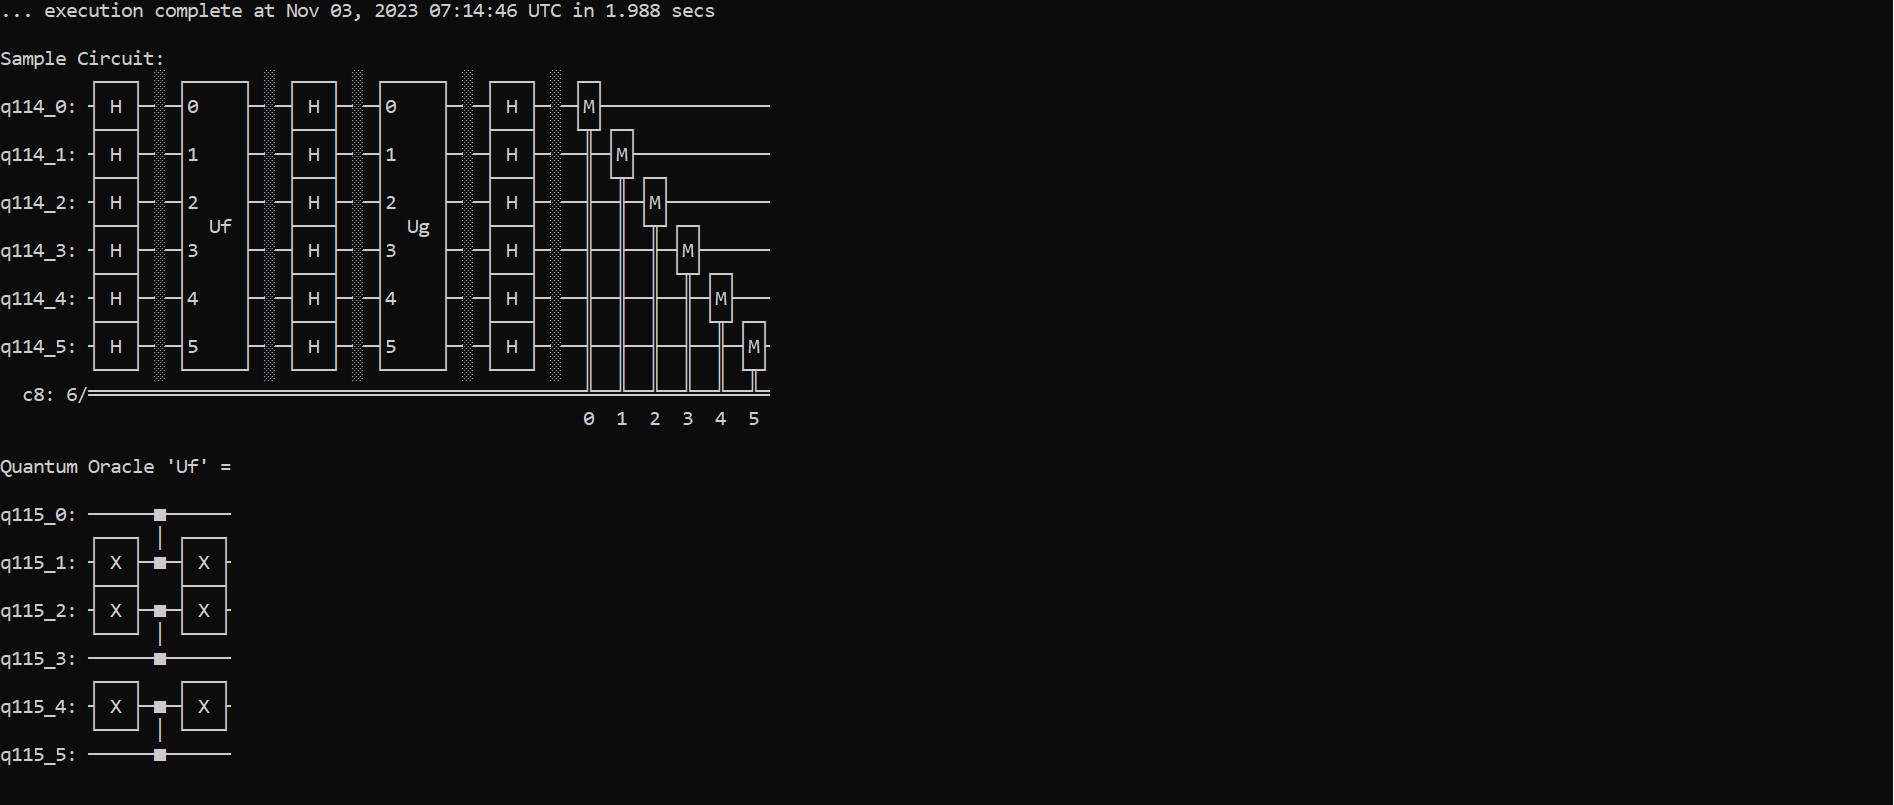 ... execution complete at Nov 03, 2023 07:14:46 UTC in 1.988 secs
Sample Circuit:
q114_0: H 0 H 0 H M
q114_1: H 1 H 1 H M
q114_2: H 2 H 2 H M
Uf Ug
q114_3: H 3 H 3 H M
q114_4: H 4 H 4 H M
q114_5: H 5 H 5 H M
c8: 6/
0 1 2 3 4 5
Quantum Oracle 'Uf' =
q115_0:
q115_1: X X
q115_2: X X
q115_3:
q115_4: X X
q115_5: